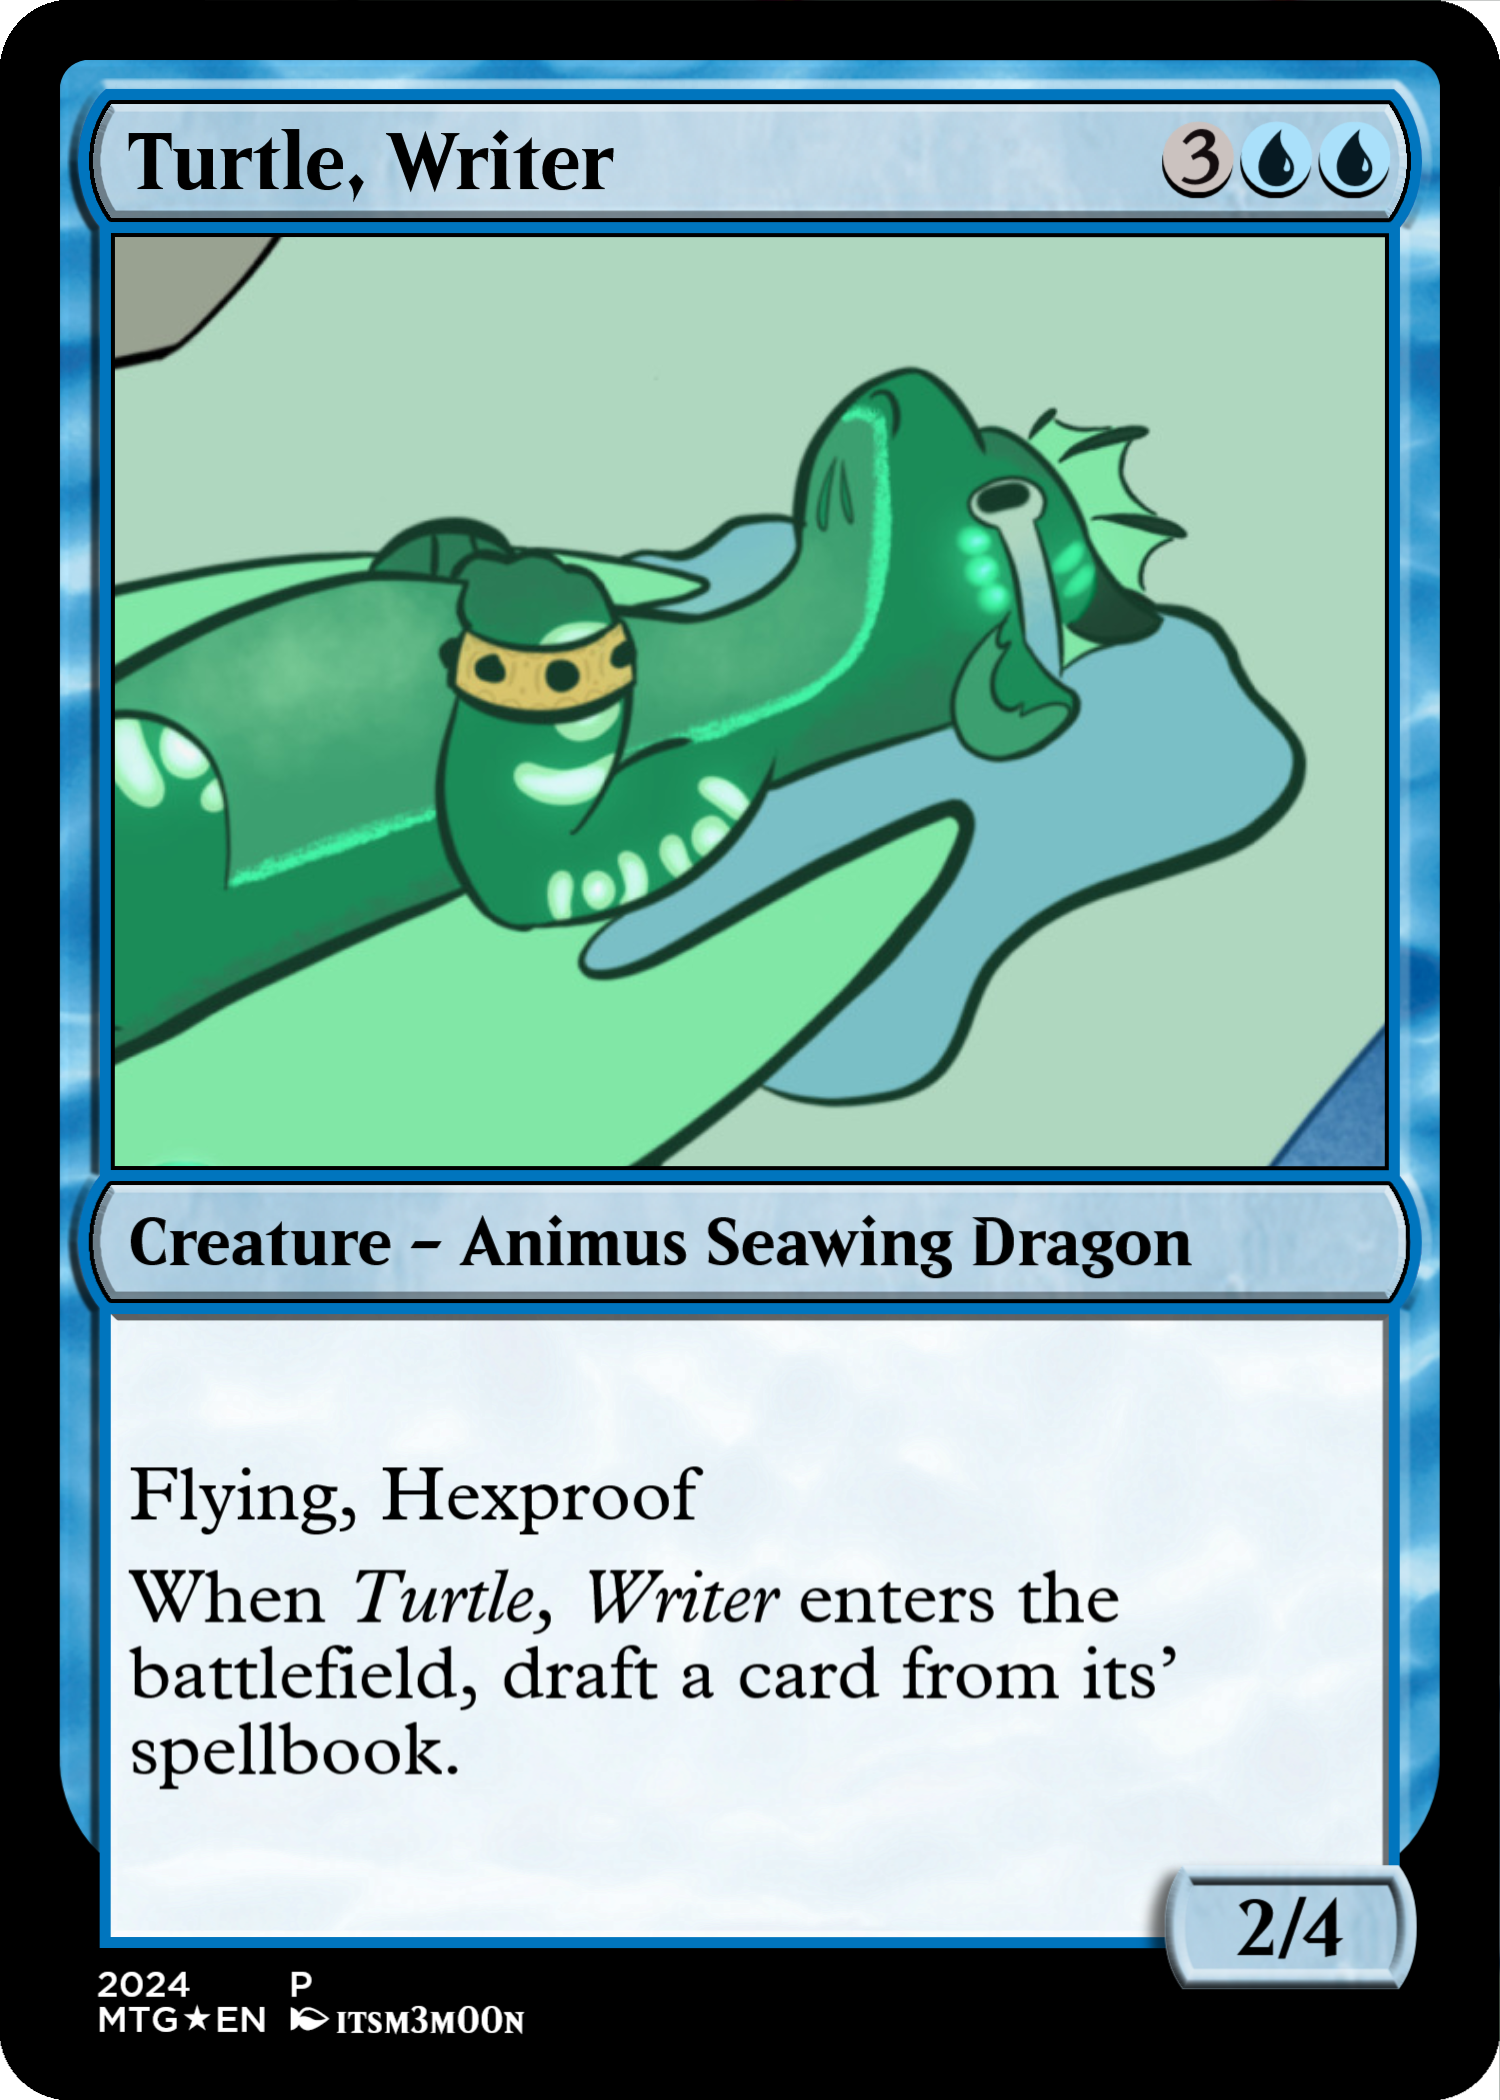 Turtle, Writer 3
Creature – Animus Seawing Dragon
Flying, Hexproof
When Turtle, Writer enters the
battlefield, draft a card from its’
spellbook.
2/4
2024 P
MTG★EN ITSM3M00N